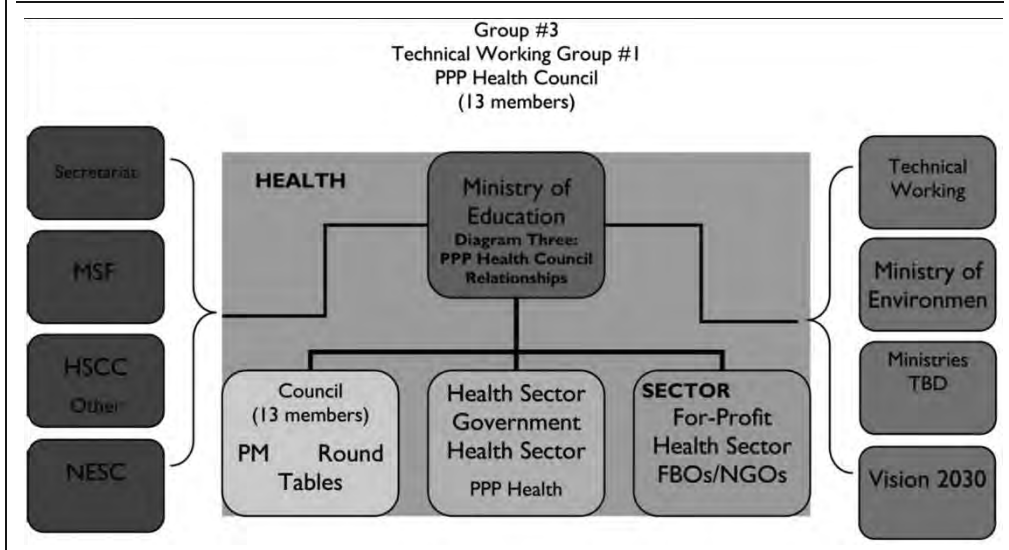 Group #3
Technical Working Group #1
PPP Health Council
(13 members)
Secretariat
MSF
HSCC
Other
NESC
HEALTH
Ministry of
Education
Diagram Three:
PPP Health Council
Relationships
Council
(13 members)
PM Round
Tables
Health Sector
Government
Health Sector
PPP Health
SECTOR
For-Profit
Health Sector
FBOs/NGOs
Technical
Working
Ministry of
Environmen
Ministries
TBD
Vision 2030